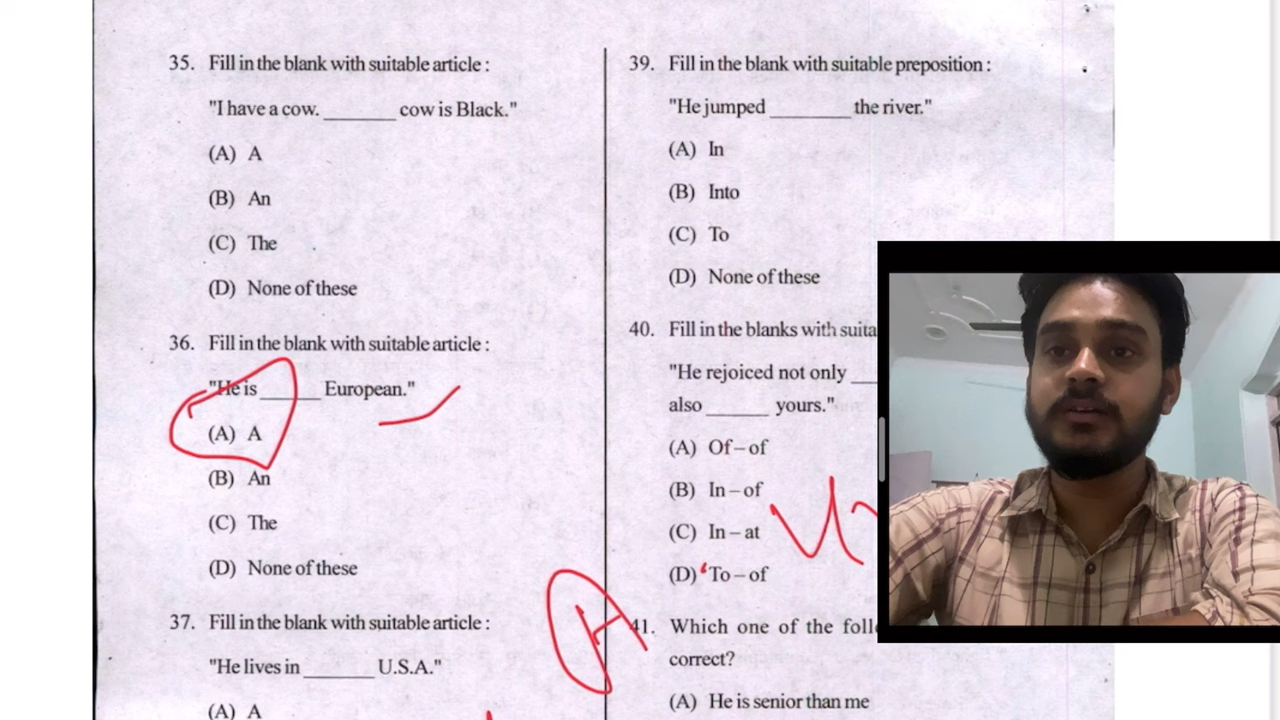 35. Fill in the blank with suitable article :
"I have a cow. _______ cow is Black."
(A) A
(B) An
(C) The
(D) None of these
36. Fill in the blank with suitable article :
"He is ______ European."
(A) A
(B) An
(C) The
(D) None of these
37. Fill in the blank with suitable article :
"He lives in _______ U.S.A."
(A) A
39. Fill in the blank with suitable preposition :
"He jumped ________ the river."
(A) In
(B) Into
(C) To
(D) None of these
40. Fill in the blanks with
"He rejoiced not only
also ______ yours."
(A) Of – of
(B) In – of
(C) In – at
(D) To – of
41. Which one of the
correct?
(A) He is senior than me